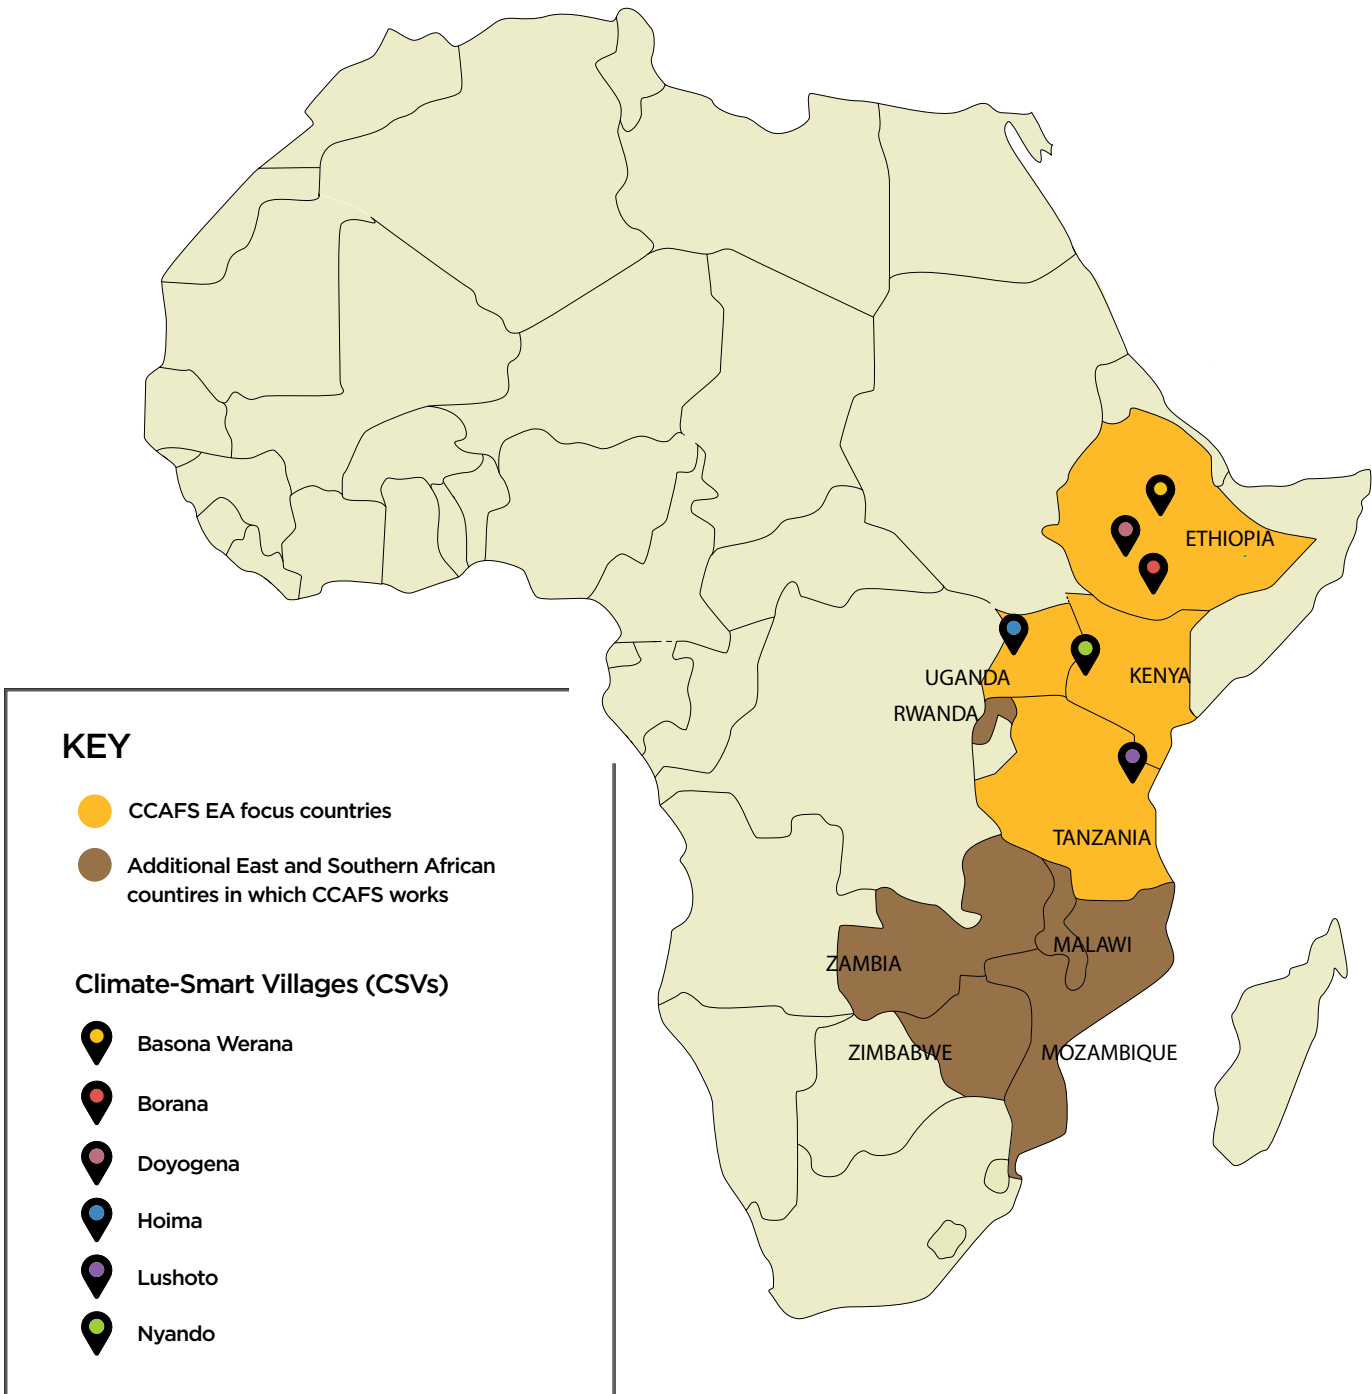 ETHIOPIA
UGANDA
KENYA
RWANDA
TANZANIA
MALAWI
ZAMBIA
ZIMBABWE
MOZAMBIQUE
KEY
CCAFS EA focus countries
Additional East and Southern African
countires in which CCAFS works
Climate-Smart Villages (CSVs)
Basona Werana
Borana
Doyogena
Hoima
Lushoto
Nyando